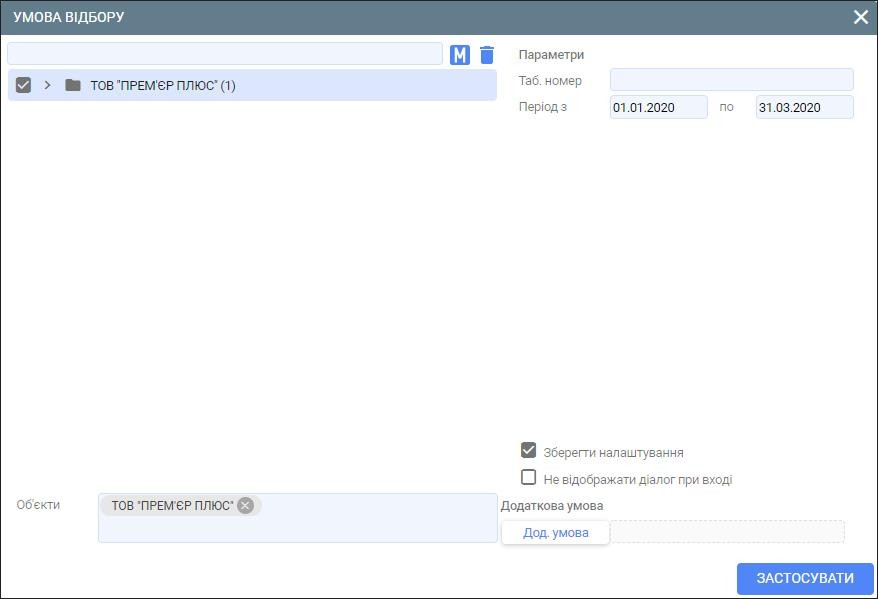 УМОВА ВІДБОРУ
M
ТОВ "ПРЕМ'ЄР ПЛЮС" (1)
Параметри
Таб. номер
Період з 01.01.2020 по 31.03.2020
Зберегти налаштування
Не відображати діалог при вході
Об'єкти ТОВ "ПРЕМ'ЄР ПЛЮС"
Додаткова умова
Дод. умова
ЗАСТОСУВАТИ